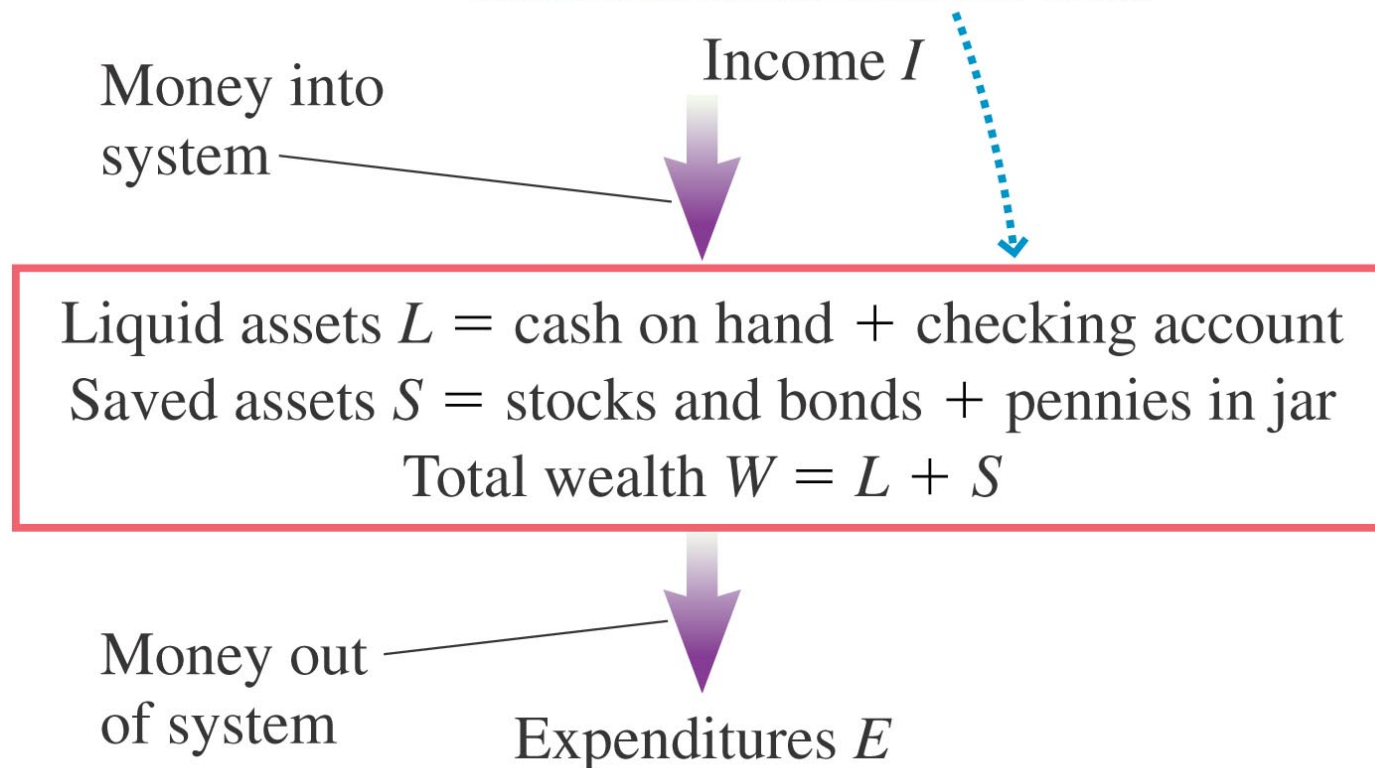 Income I
Money into
system
Liquid assets L = cash on hand + checking account
Saved assets S = stocks and bonds + pennies in jar
Total wealth W = L + S
Money out
of system
Expenditures E